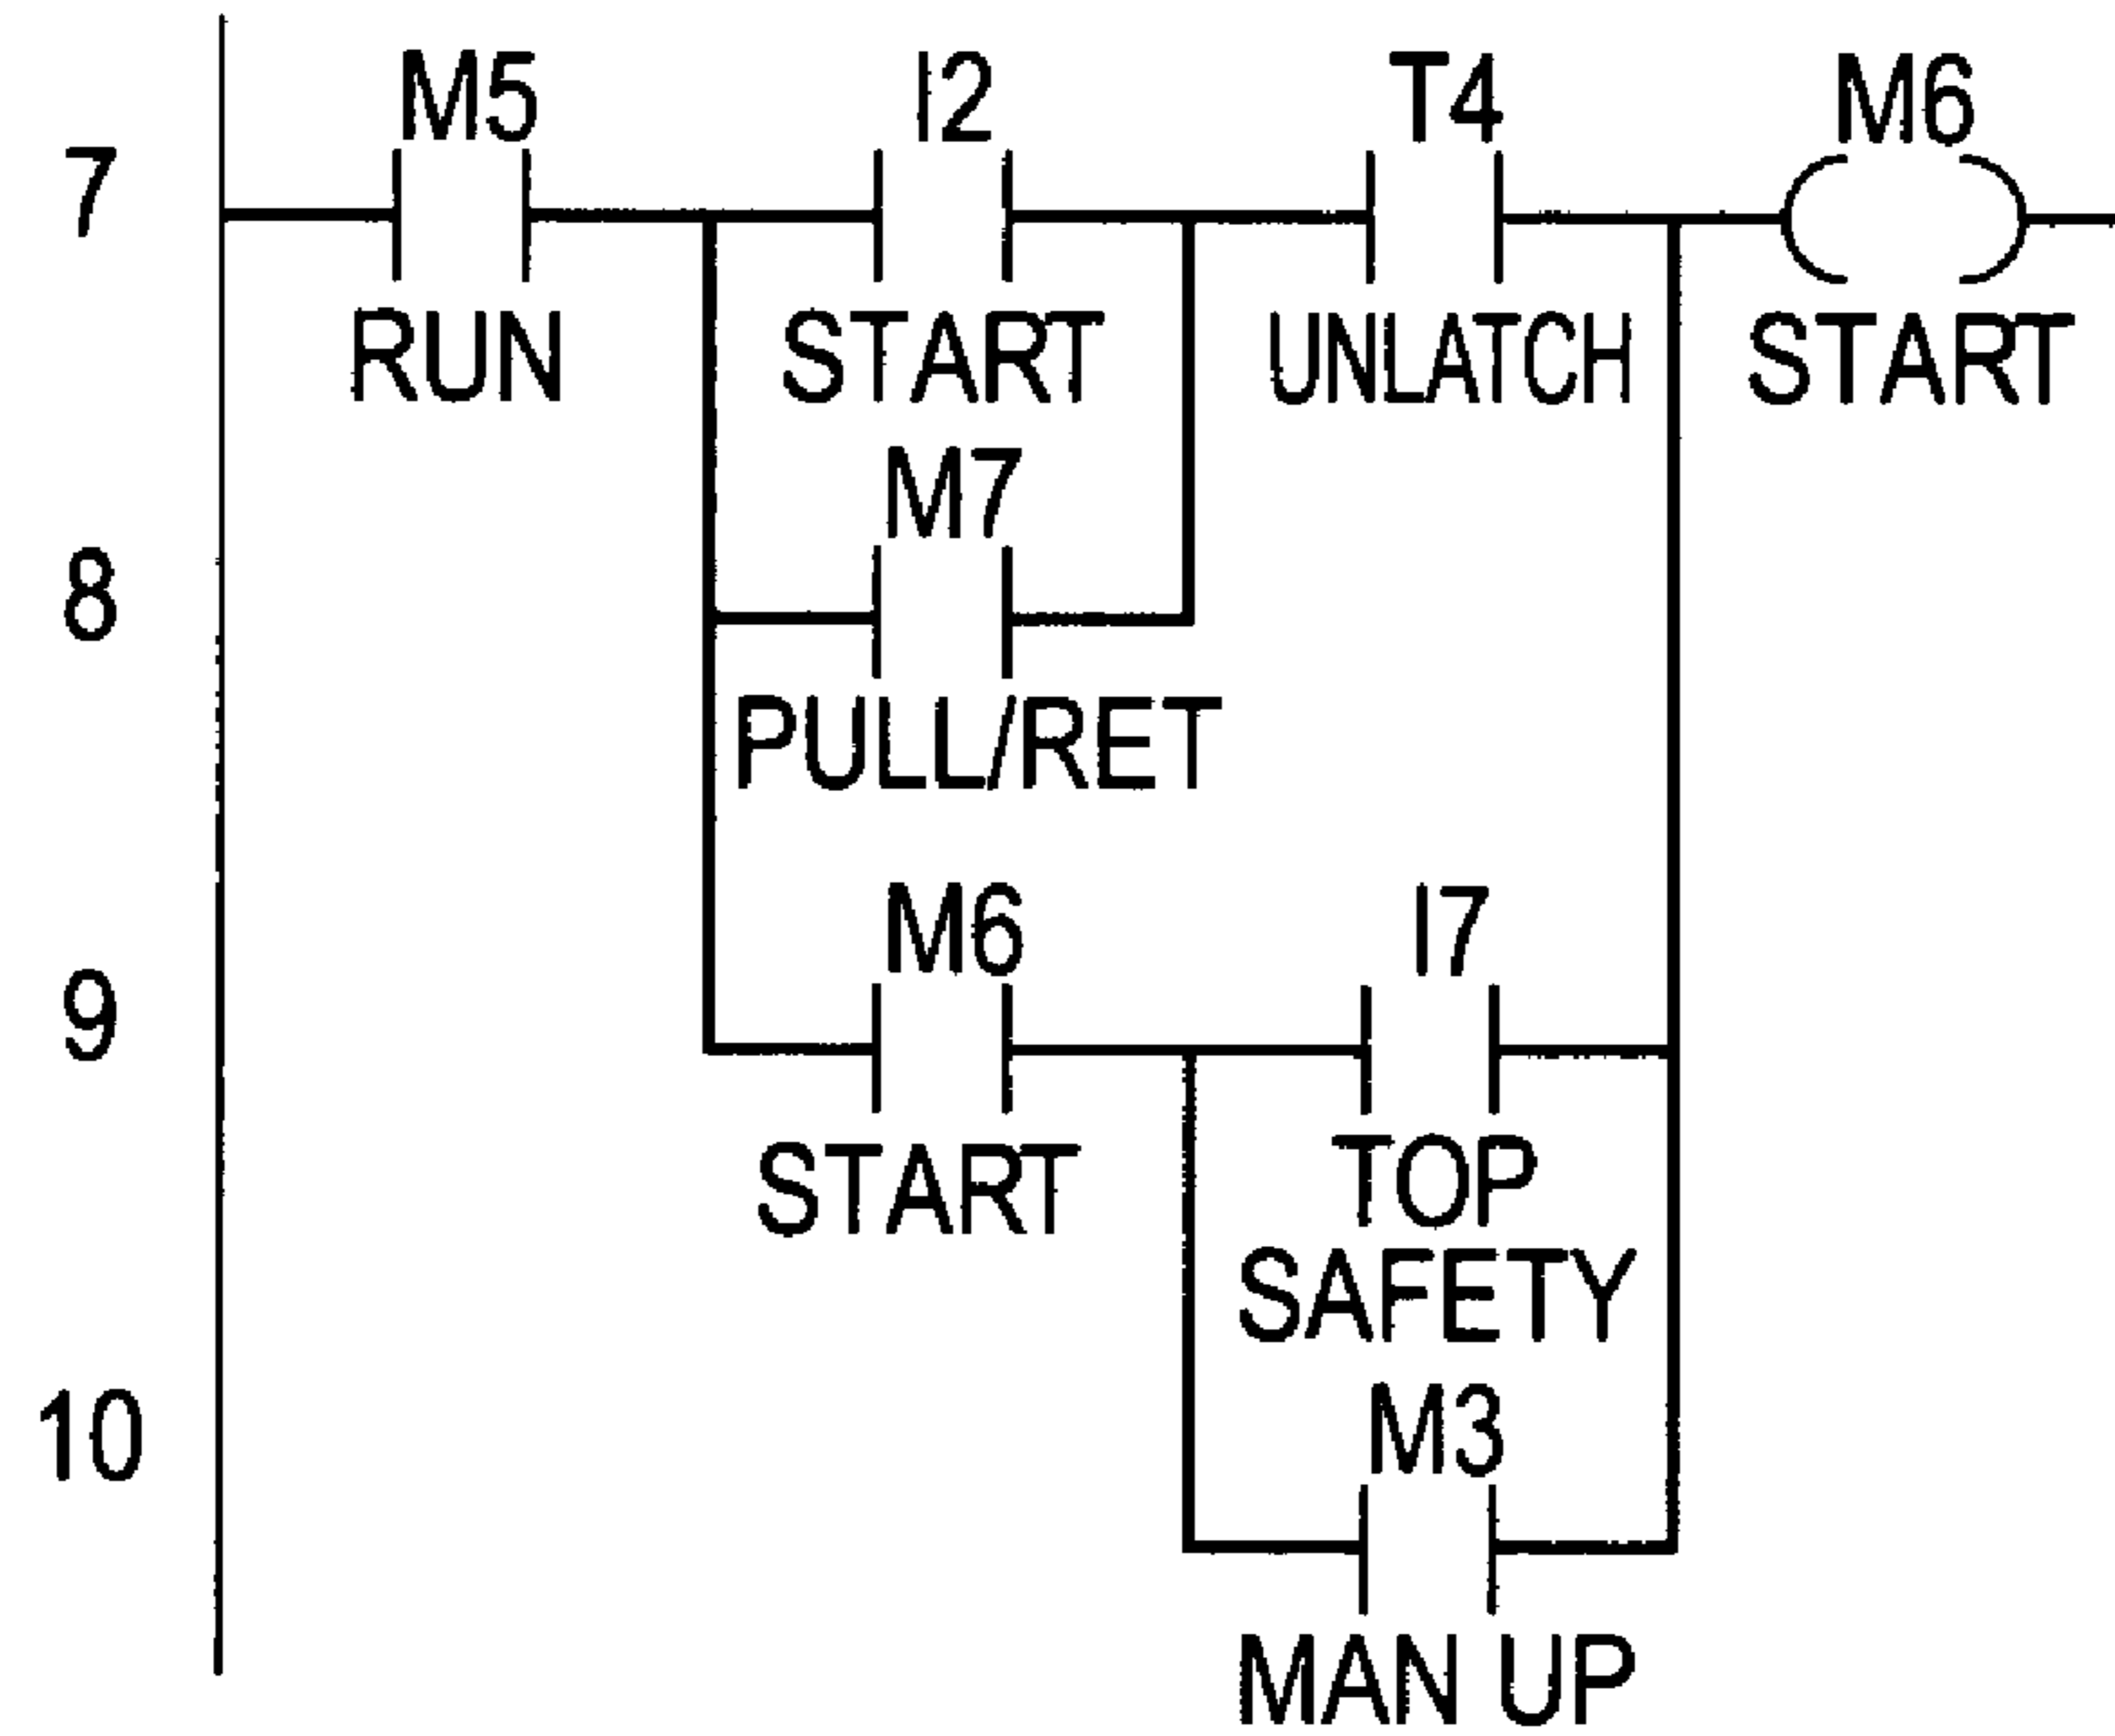 M5 I2 T4 M6
7
RUN START UNLATCH START
M7
8
PULL/RET
M6 I7
9
START TOP
SAFETY
M3
10
MAN UP